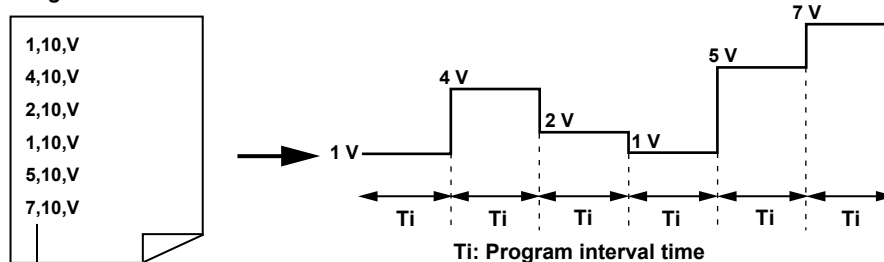 1,10,V
4,10,V
2,10,V
1,10,V
5,10,V
7,10,V
1 V
4 V
2 V
1 V
5 V
7 V
Ti Ti Ti Ti Ti Ti
Ti: Program interval time